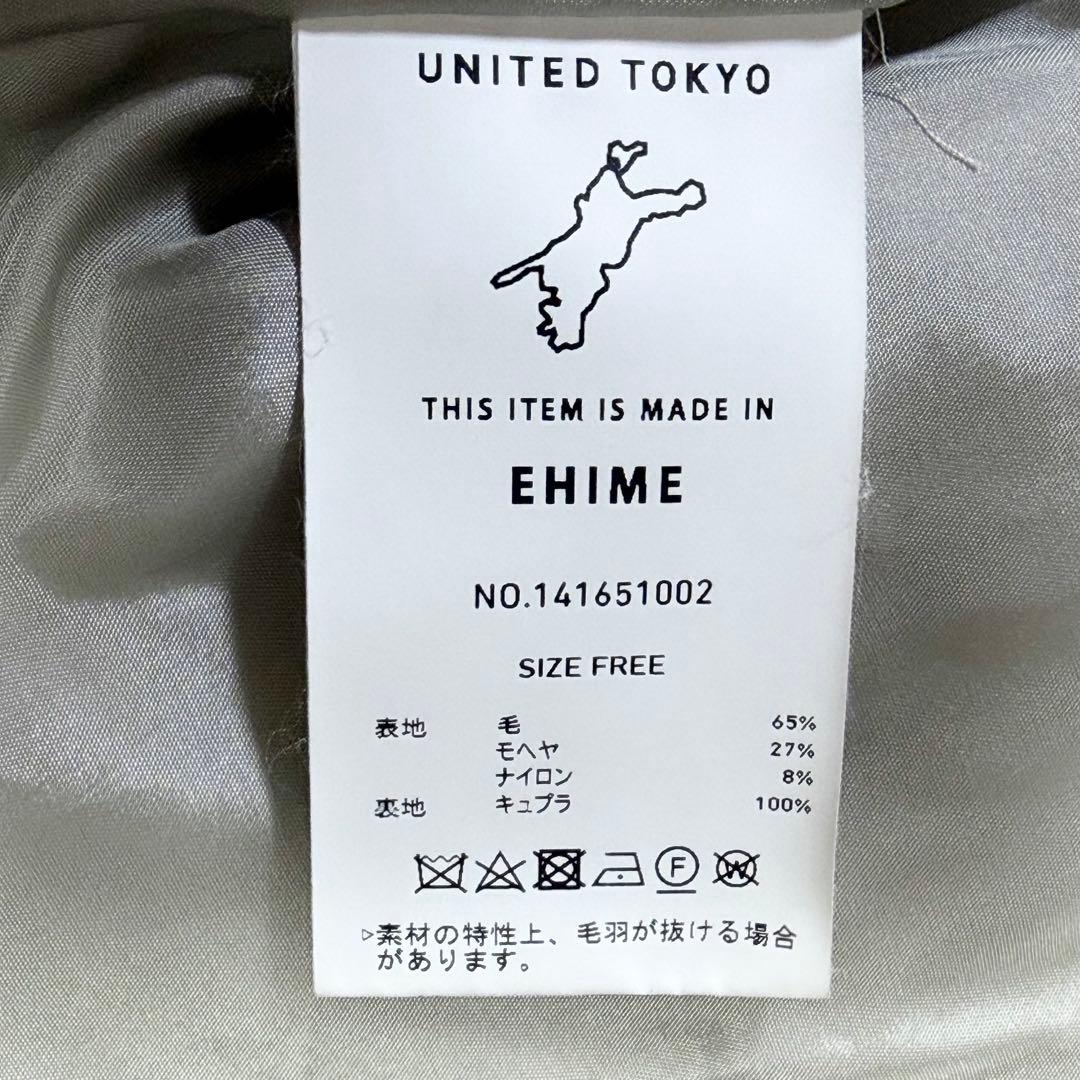 UNITED TOKYO
THIS ITEM IS MADE IN
EHIME
NO.141651002
SIZE FREE
表地 毛 65%
モヘヤ 27%
ナイロン 8%
裏地 キュプラ 100%
F W
▷素材の特性上、毛羽が抜ける場合
があります。